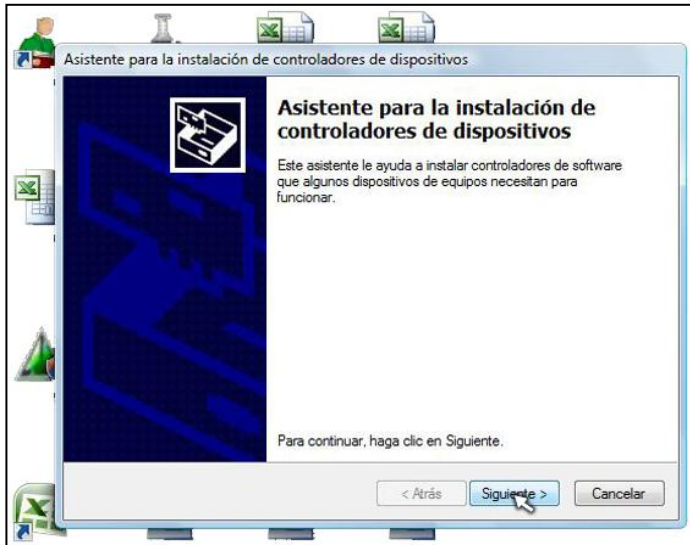 Asistente para la instalación de controladores de dispositivos
Asistente para la instalación de
controladores de dispositivos
Este asistente le ayuda a instalar controladores de software
que algunos dispositivos de equipos necesitan para
funcionar.
Para continuar, haga clic en Siguiente.
< Atrás
Siguiente >
Cancelar